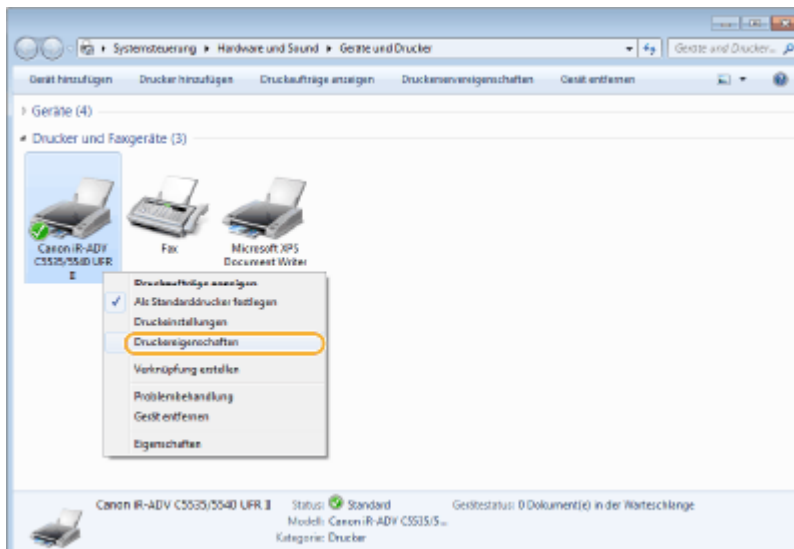 Systemsteuerung ▸ Hardware und Sound ▸ Geräte und Drucker
Geräte und Drucker...
Gerät hinzufügen Drucker hinzufügen Druckaufträge anzeigen Druckerservereigenschaften Gerät entfernen
Geräte (4)
Drucker und Faxgeräte (3)
Canon iR-ADV
C5535/5540 UFR
II
Fax
Microsoft XPS
Document Writer
Druckaufträge anzeigen
Als Standarddrucker festlegen
Druckeinstellungen
Druckereigenschaften
Verknüpfung erstellen
Problembehandlung
Gerät entfernen
Eigenschaften
Canon iR-ADV C5535/5540 UFR II Status: Standard Gerätestatus: 0 Dokument(e) in der Warteschlange
Modell: Canon iR-ADV C5535/5...
Kategorie: Drucker